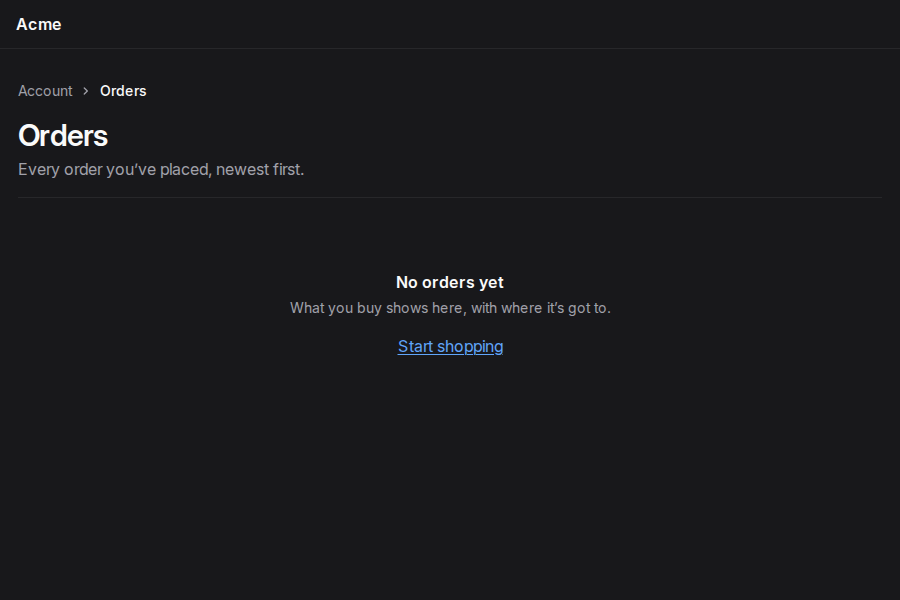 Acme
Account > Orders
Orders
Every order you’ve placed, newest first.
No orders yet
What you buy shows here, with where it’s got to.
Start shopping